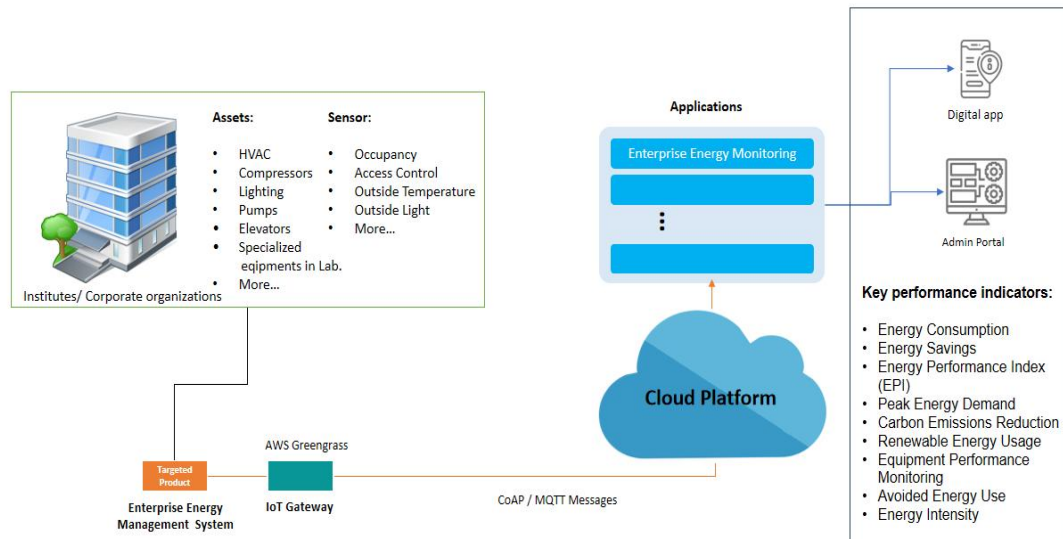 Assets:
• HVAC
• Compressors
• Lighting
• Pumps
• Elevators
• Specialized
eqipments in Lab.
• More...
Sensor:
• Occupancy
• Access Control
• Outside Temperature
• Outside Light
• More...
Institutes/ Corporate organizations
Targeted
Product
Enterprise Energy
Management System
AWS Greengrass
IoT Gateway
CoAP / MQTT Messages
Applications
Enterprise Energy Monitoring
Cloud Platform
Digital app
Admin Portal
Key performance indicators:
• Energy Consumption
• Energy Savings
• Energy Performance Index
(EPI)
• Peak Energy Demand
• Carbon Emissions Reduction
• Renewable Energy Usage
• Equipment Performance
Monitoring
• Avoided Energy Use
• Energy Intensity